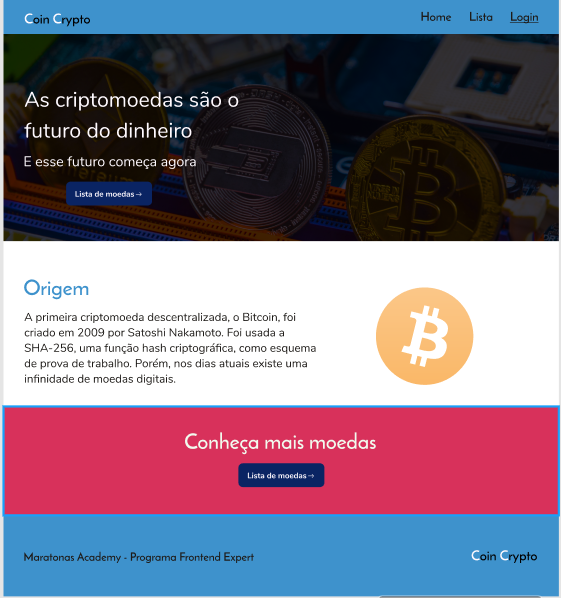 Coin Crypto
Home Lista Login
As criptomoedas são o
futuro do dinheiro
E esse futuro começa agora
Lista de moedas→
Origem
A primeira criptomoeda descentralizada, o Bitcoin, foi
criado em 2009 por Satoshi Nakamoto. Foi usada a
SHA-256, uma função hash criptográfica, como esquema
de prova de trabalho. Porém, nos dias atuais existe uma
infinidade de moedas digitais.
Conheça mais moedas
Lista de moedas→
Maratonas Academy - Programa Frontend Expert
Coin Crypto